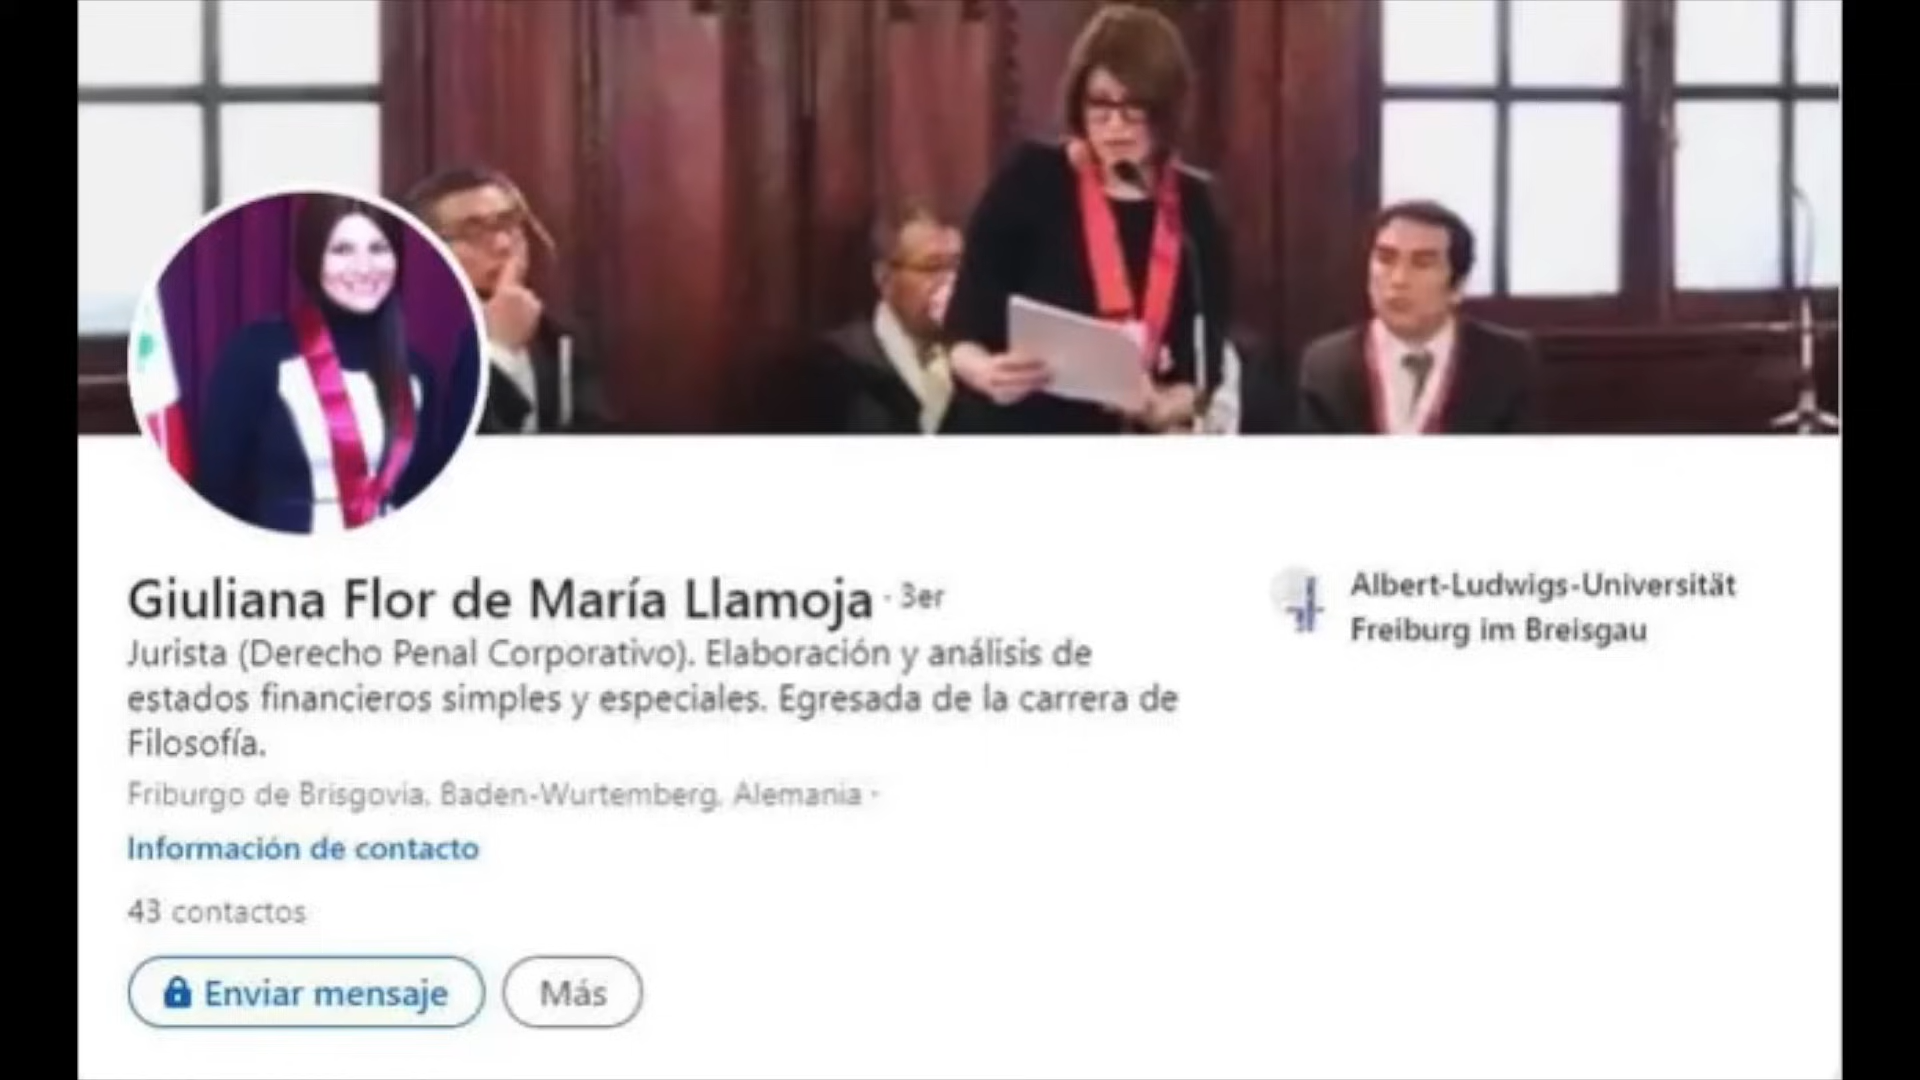 Giuliana Flor de María Llamoja · 3er
Jurista (Derecho Penal Corporativo). Elaboración y análisis de
estados financieros simples y especiales. Egresada de la carrera de
Filosofía.
Friburgo de Brisgovia, Baden-Wurtemberg, Alemania ·
Información de contacto
43 contactos
Enviar mensaje
Más
Albert-Ludwigs-Universität
Freiburg im Breisgau